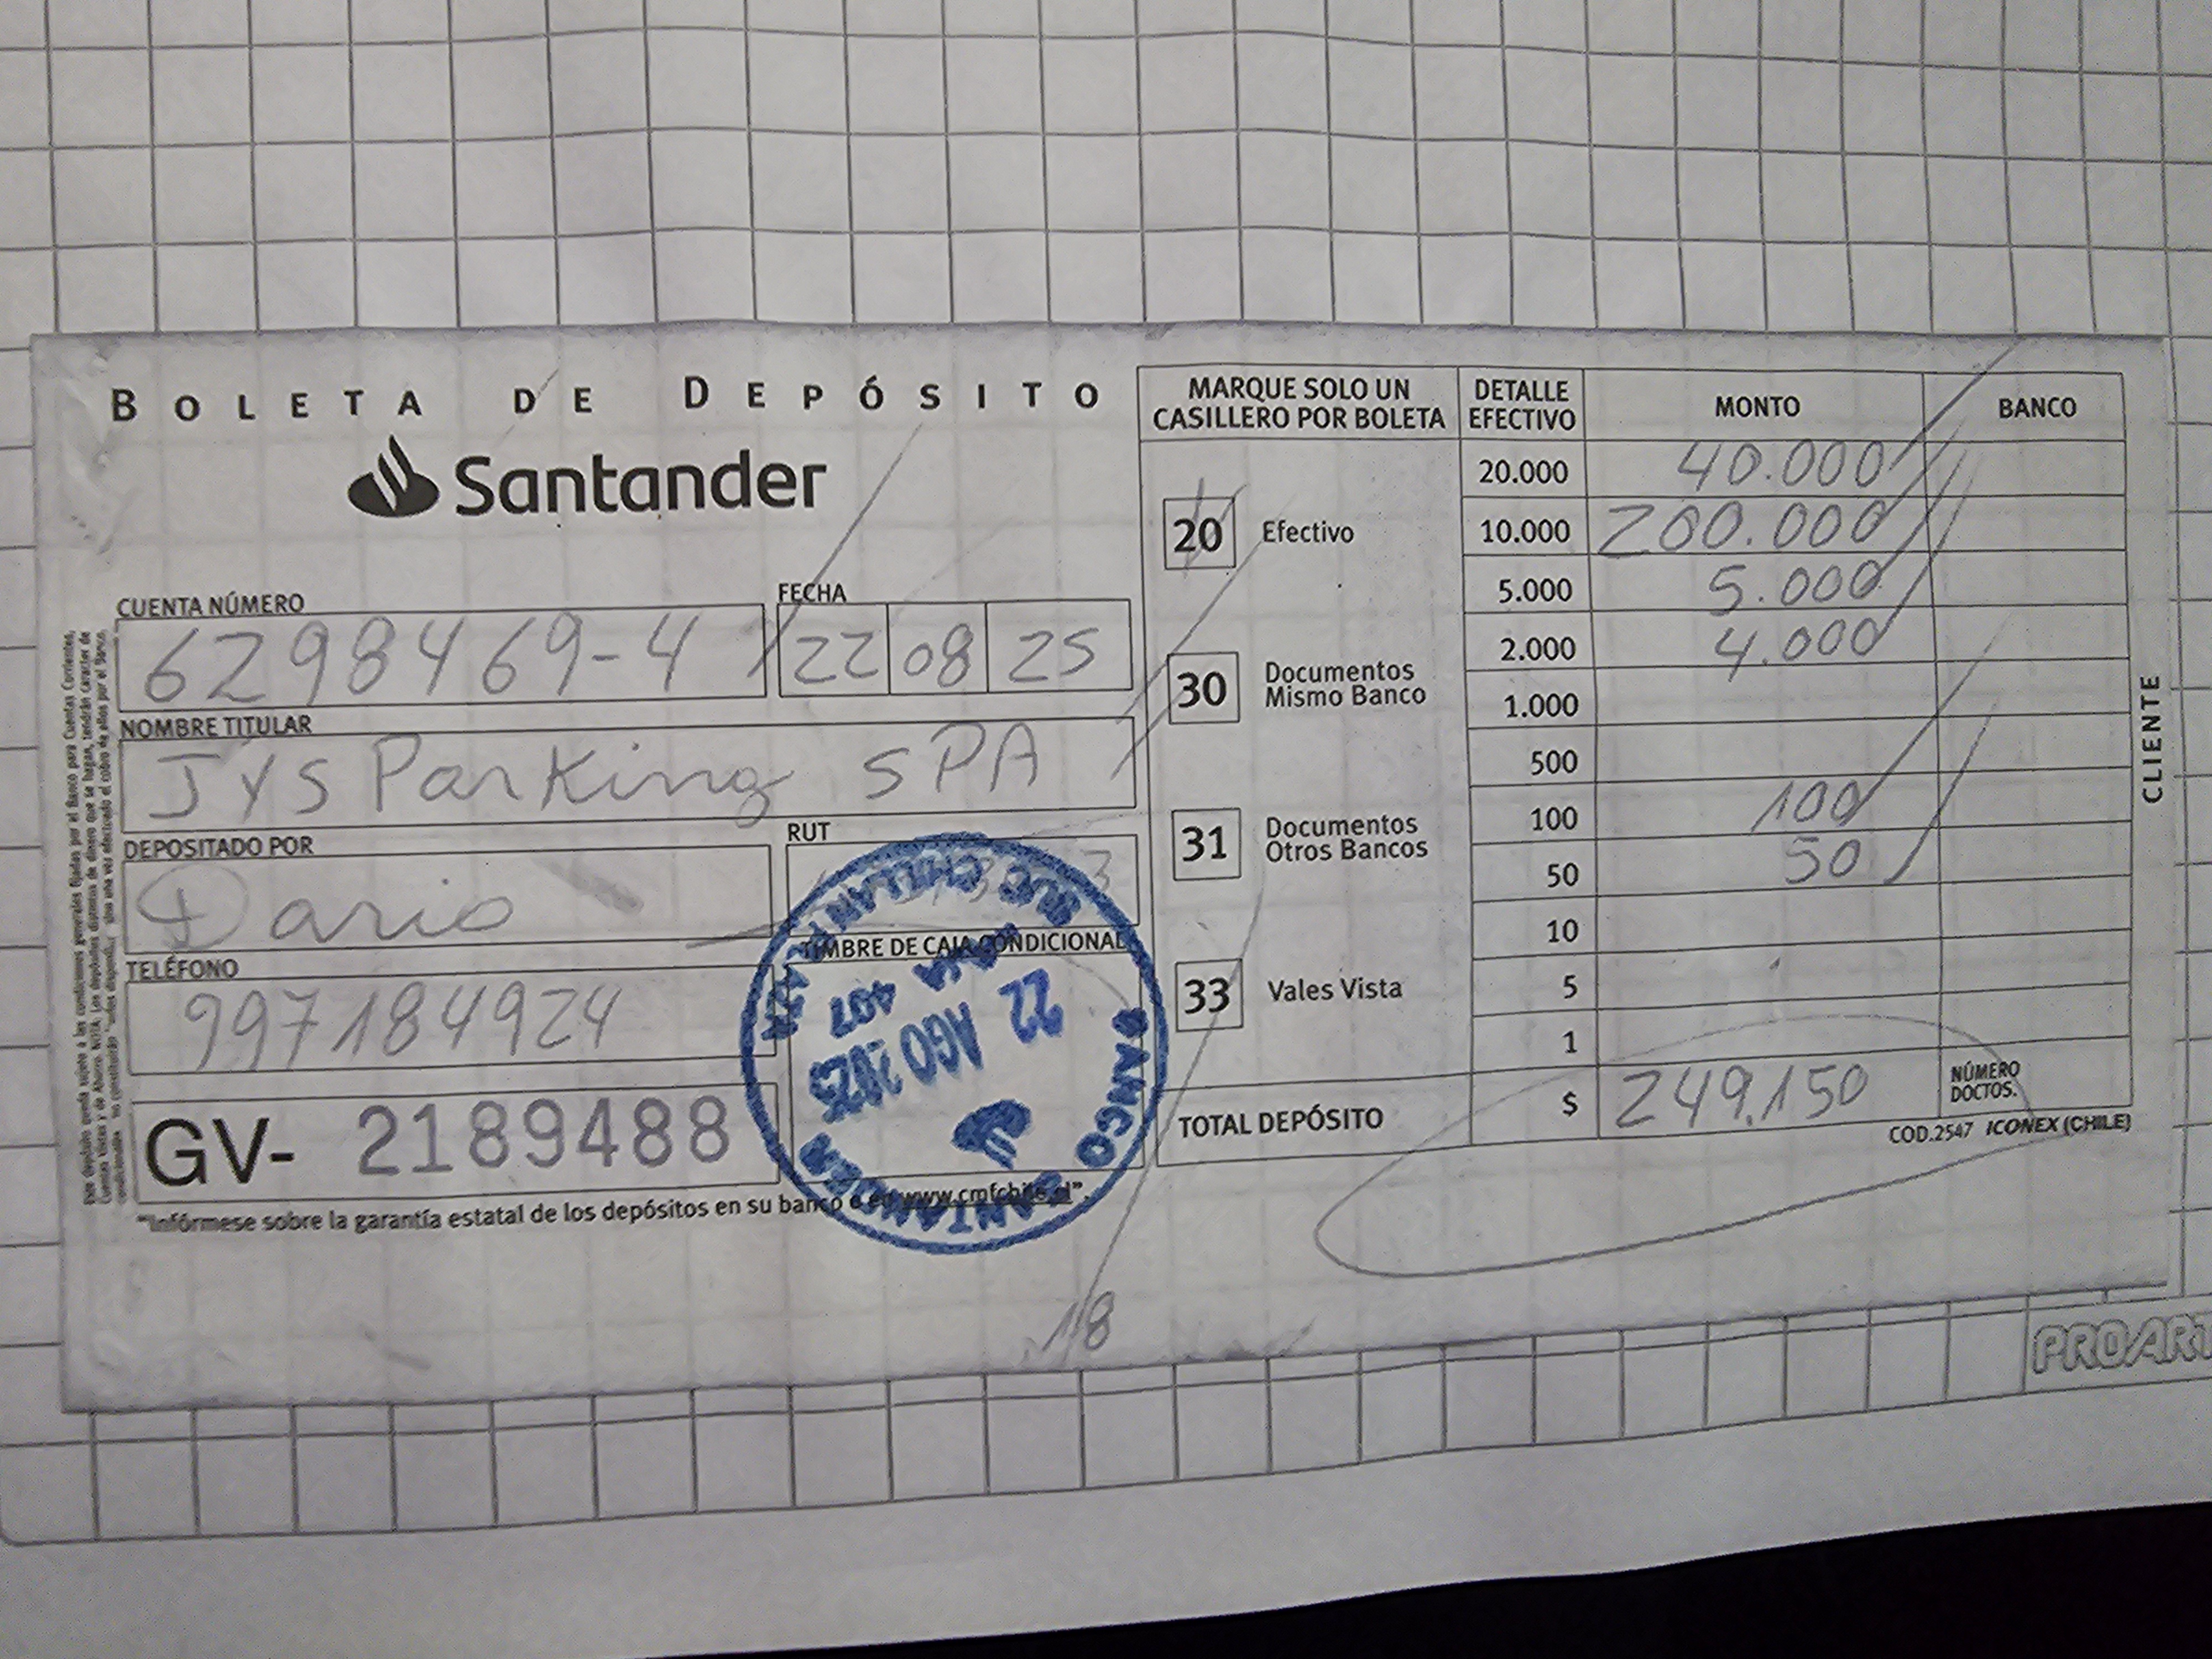 BOLETA DE DEPÓSITO
Santander
CUENTA NÚMERO
6298469-4
FECHA
22 08 25
NOMBRE TITULAR
JYS Parking SPA
DEPOSITADO POR
Dario
RUT
TELÉFONO
997184924
TIMBRE DE CAJA CONDICIONAL
BANCO SANTANDER
SUC CHILLAN
CAJA 407
22 AGO 2025
GV- 2189488
"Infórmese sobre la garantía estatal de los depósitos en su banco o en www.cmfchile.cl".
MARQUE SOLO UN CASILLERO POR BOLETA
20 Efectivo
30 Documentos Mismo Banco
31 Documentos Otros Bancos
33 Vales Vista
DETALLE EFECTIVO MONTO BANCO
20.000 40.000
10.000 200.000
5.000 5.000
2.000 4.000
1.000
500
100 100
50 50
10
5
1
TOTAL DEPÓSITO $ 249.150
NÚMERO DOCTOS.
COD.2547 ICONEX (CHILE)
CLIENTE
18
PROART